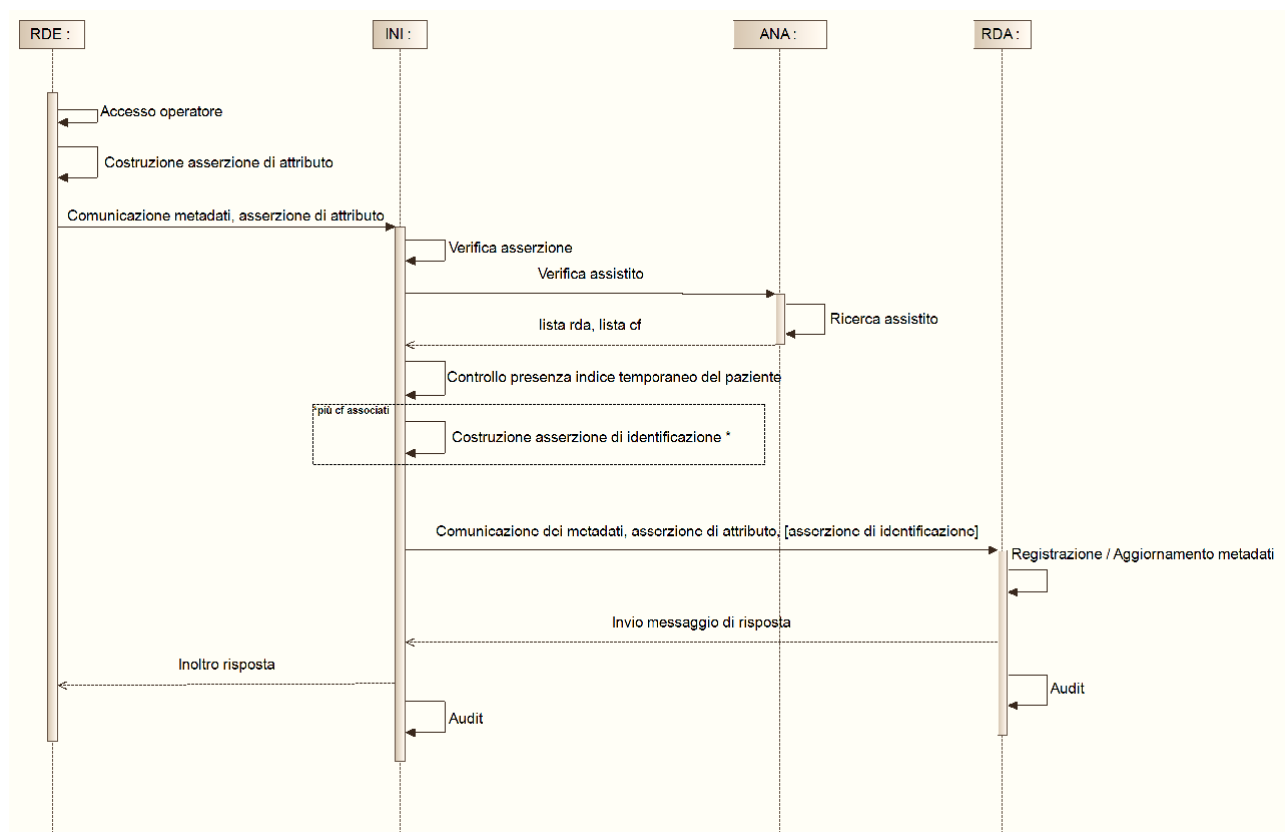 RDE :
INI :
ANA :
RDA :
Accesso operatore
Costruzione asserzione di attributo
Comunicazione metadati, asserzione di attributo
Verifica asserzione
Verifica assistito
Ricerca assistito
lista rda, lista cf
Controllo presenza indice temporaneo del paziente
*più cf associati
Costruzione asserzione di identificazione *
Comunicazione dei metadati, asserzione di attributo, [asserzione di identificazione]
Registrazione / Aggiornamento metadati
Invio messaggio di risposta
Inoltro risposta
Audit
Audit